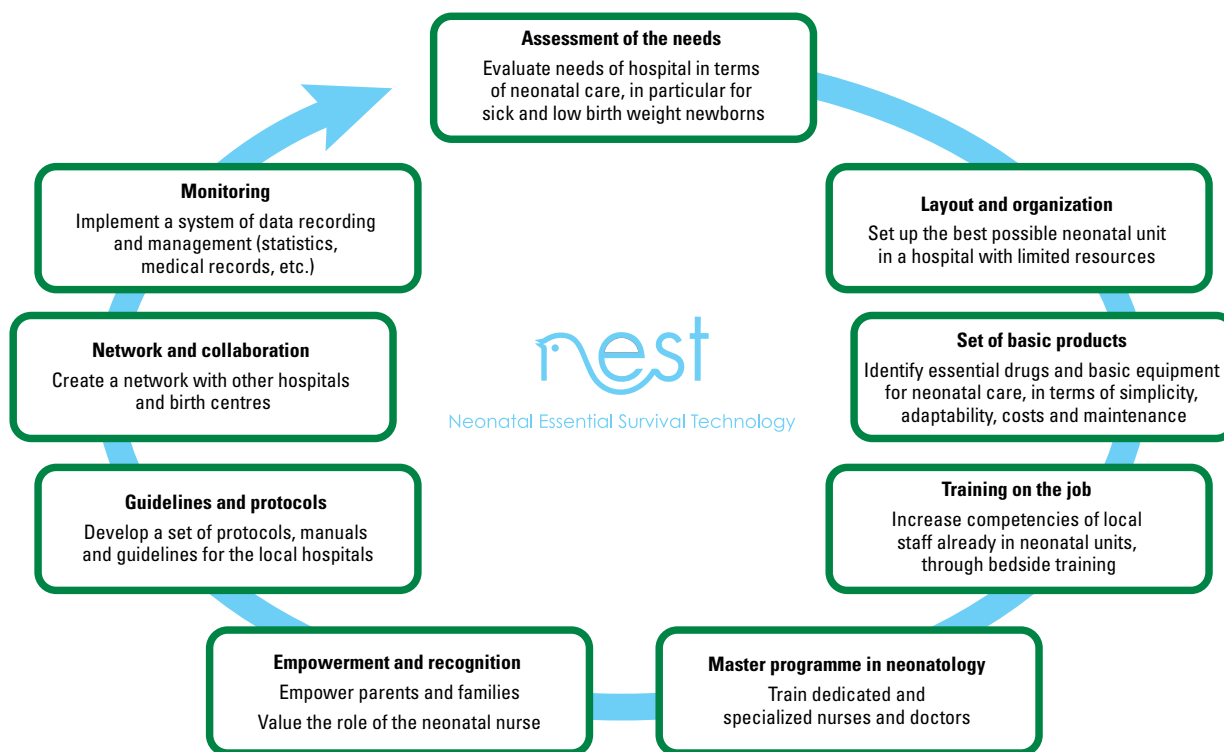 Assessment of the needs
Evaluate needs of hospital in terms
of neonatal care, in particular for
sick and low birth weight newborns
Layout and organization
Set up the best possible neonatal unit
in a hospital with limited resources
Set of basic products
Identify essential drugs and basic equipment
for neonatal care, in terms of simplicity,
adaptability, costs and maintenance
Training on the job
Increase competencies of local
staff already in neonatal units,
through bedside training
Master programme in neonatology
Train dedicated and
specialized nurses and doctors
Empowerment and recognition
Empower parents and families
Value the role of the neonatal nurse
Guidelines and protocols
Develop a set of protocols, manuals
and guidelines for the local hospitals
Network and collaboration
Create a network with other hospitals
and birth centres
Monitoring
Implement a system of data recording
and management (statistics,
medical records, etc.)
nest
Neonatal Essential Survival Technology